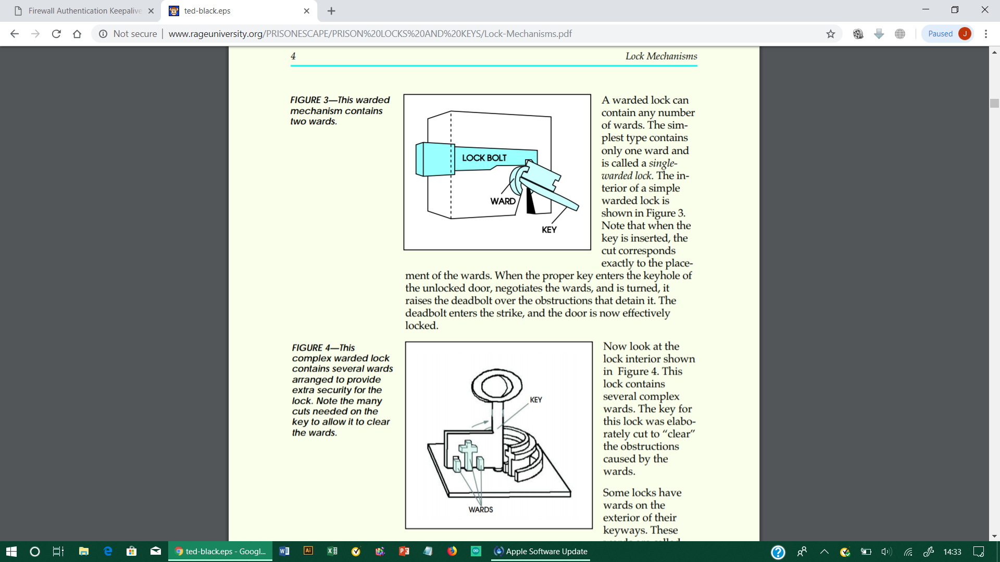 Firewall Authentication Keepalive
ted-black.eps
Not secure | www.rageuniversity.org/PRISONESCAPE/PRISON%20LOCKS%20AND%20KEYS/Lock-Mechanisms.pdf
Paused J
4 Lock Mechanisms
FIGURE 3—This warded
mechanism contains
two wards.
LOCK BOLT
WARD
KEY
A warded lock can
contain any number
of wards. The sim-
plest type contains
only one ward and
is called a single-
warded lock. The in-
terior of a simple
warded lock is
shown in Figure 3.
Note that when the
key is inserted, the
cut corresponds
exactly to the place-
ment of the wards. When the proper key enters the keyhole of
the unlocked door, negotiates the wards, and is turned, it
raises the deadbolt over the obstructions that detain it. The
deadbolt enters the strike, and the door is now effectively
locked.
FIGURE 4—This
complex warded lock
contains several wards
arranged to provide
extra security for the
lock. Note the many
cuts needed on the
key to allow it to clear
the wards.
KEY
WARDS
Now look at the
lock interior shown
in Figure 4. This
lock contains
several complex
wards. The key for
this lock was elabo-
rately cut to “clear”
the obstructions
caused by the
wards.
Some locks have
wards on the
exterior of their
keyways. These
ted-black.eps - Googl...
Apple Software Update
14:33